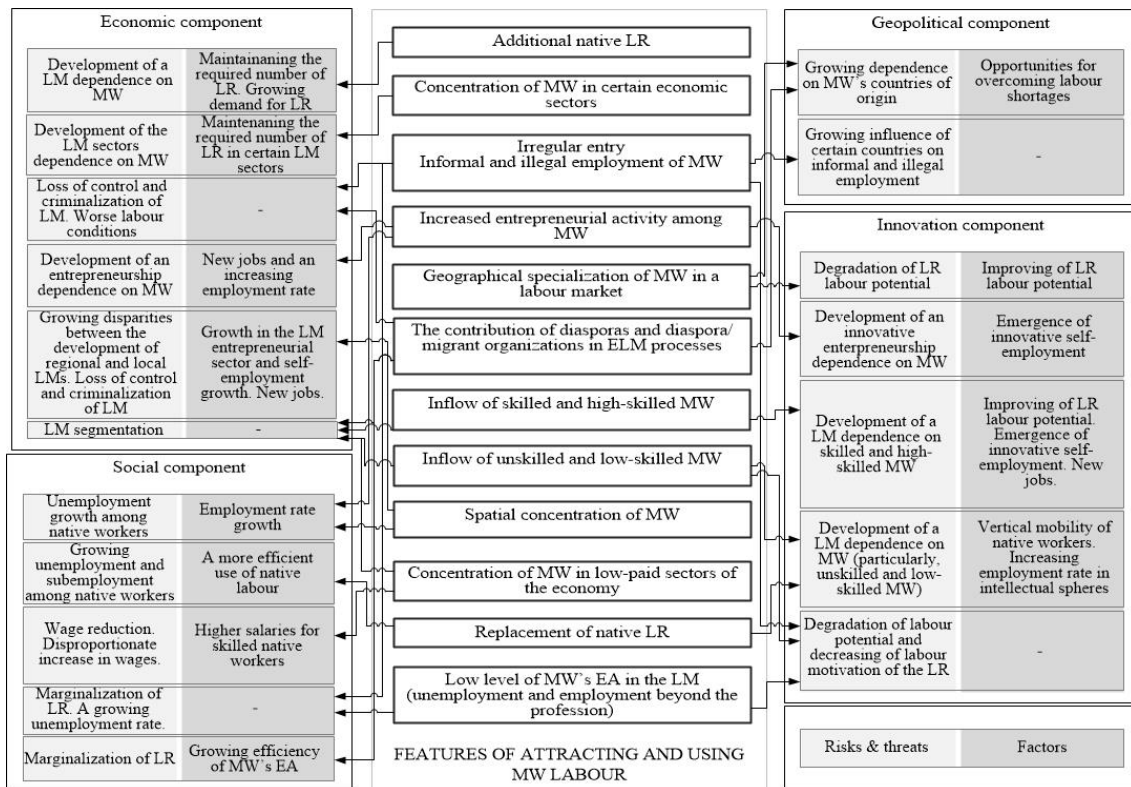 Economic component
Development of a
LM dependence on
MW
Maintainaning the
required number of
LR. Growing
demand for LR
Development of the
LM sectors
dependence on MW
Maintenaning the
required number of
LR in certain LM
sectors
Loss of control and
criminalization of
LM. Worse labour
conditions
-
Development of an
entrepreneurship
dependence on MW
New jobs and an
increasing
employment rate
Growing disparities
between the
development of
regional and local
LMs. Loss of control
and criminalization
of LM
Growth in the LM
entrepreneurial
sector and self-
employment
growth. New jobs.
LM segmentation
-
Social component
Unemployment
growth among
native workers
Employment rate
growth
Growing
unemployment and
subemployment
among native workers
A more efficient
use of native
labour
Wage reduction.
Disproportionate
increase in wages.
Higher salaries for
skilled native
workers
Marginalization of
LR. A growing
unemployment rate.
-
Marginalization of LR
Growing efficiency
of MW`s EA
Additional native LR
Concentration of MW in certain economic
sectors
Irregular entry
Informal and illegal employment of MW
Increased entrepreneurial activity among
MW
Geographical specialization of MW in a
labour market
The contribution of diasporas and diaspora/
migrant organizations in ELM processes
Inflow of skilled and high-skilled MW
Inflow of unskilled and low-skilled MW
Spatial concentration of MW
Concentration of MW in low-paid sectors of
the economy
Replacement of native LR
Low level of MW`s EA in the LM
(unemployment and employment beyond the
profession)
FEATURES OF ATTRACTING AND USING
MW LABOUR
Geopolitical component
Growing dependence
on MW`s countries of
origin
Opportunities for
overcoming labour
shortages
Growing influence of
certain countries on
informal and illegal
employment
-
Innovation component
Degradation of LR
labour potential
Improving of LR
labour potential
Development of an
innovative
enterpreneurship
dependence on MW
Emergence of
innovative
self-employment
Development of a
LM dependence on
skilled and high-
skilled MW
Improving of LR
labour potential.
Emergence of
innovative self-
employment. New
jobs.
Development of a
LM dependence on
MW (particularly,
unskilled and low-
skilled MW)
Vertical mobility of
native workers.
Increasing
employment rate in
intellectual spheres
Degradation of labour
potential and
decreasing of labour
motivation of the LR
-
Risks & threats
Factors